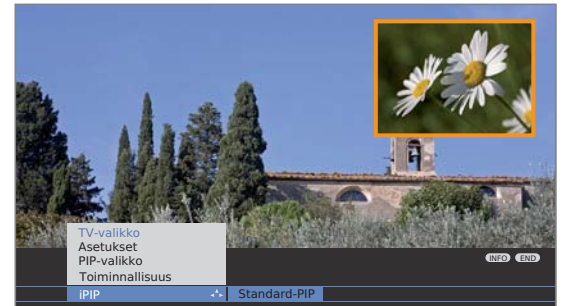 TV-valikko
Asetukset
PIP-valikko
Toiminnallisuus
INFO END
iPIP Standard-PIP